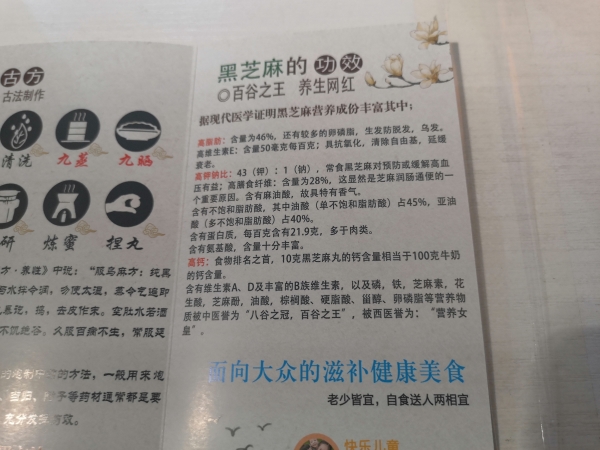 古方
古法制作
清洗 九蒸 九晒
研 炼蜜 捏丸
黑芝麻的功效
百谷之王 养生网红
据现代医学证明黑芝麻营养成份丰富其中：
高脂肪：含量为46%，还有较多的卵磷脂，生发防脱发，乌发。
高维生素E：含量50毫克每百克；具抗氧化，清除自由基，延缓
衰老。
高钾钠比：43（钾）：1（钠），常食黑芝麻对预防或缓解高血
压有益；高膳食纤维：含量为28%，这显然是芝麻润肠通便的一
个重要原因。含有麻油酸，故具特有香气。
含有不饱和脂肪酸，其中油酸（单不饱和脂肪酸）占45%，亚油
酸（多不饱和脂肪酸）占40%。
含有蛋白质，每百克含有21.9克，多于肉类。
含有氨基酸，含量十分丰富。
高钙：食物排名之首，10克黑芝麻丸的钙含量相当于100克牛奶
的钙含量。
含有维生素A、D及丰富的B族维生素，以及磷，铁，芝麻素，花
生酸，芝麻酚，油酸，棕榈酸、硬脂酸、甾醇、卵磷脂等营养物
质被中医誉为“八谷之冠，百谷之王”，被西医誉为：“营养女
皇”。
面向大众的滋补健康美食
老少皆宜，自食送人两相宜
快乐儿童